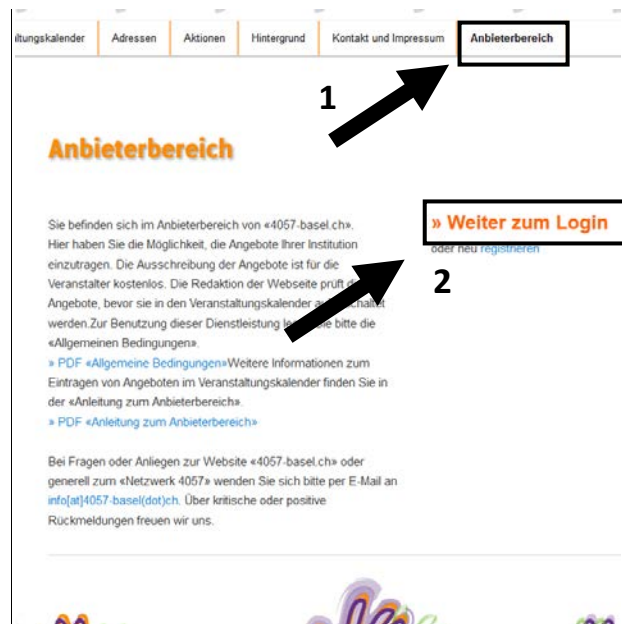 ltungskalender Adressen Aktionen Hintergrund Kontakt und Impressum Anbieterbereich
1
Anbieterbereich
» Weiter zum Login
oder neu registrieren
2
Sie befinden sich im Anbieterbereich von «4057-basel.ch».
Hier haben Sie die Möglichkeit, die Angebote Ihrer Institution
einzutragen. Die Ausschreibung der Angebote ist für die
Veranstalter kostenlos. Die Redaktion der Webseite prüft
Angebote, bevor sie in den Veranstaltungskalender
werden.Zur Benutzung dieser Dienstleistung bitte die
«Allgemeinen Bedingungen».
» PDF «Allgemeine Bedingungen»Weitere Informationen zum
Eintragen von Angeboten im Veranstaltungskalender finden Sie in
der «Anleitung zum Anbieterbereich».
» PDF «Anleitung zum Anbieterbereich»
Bei Fragen oder Anliegen zur Website «4057-basel.ch» oder
generell zum «Netzwerk 4057» wenden Sie sich bitte per E-Mail an
info[at]4057-basel(dot)ch. Über kritische oder positive
Rückmeldungen freuen wir uns.